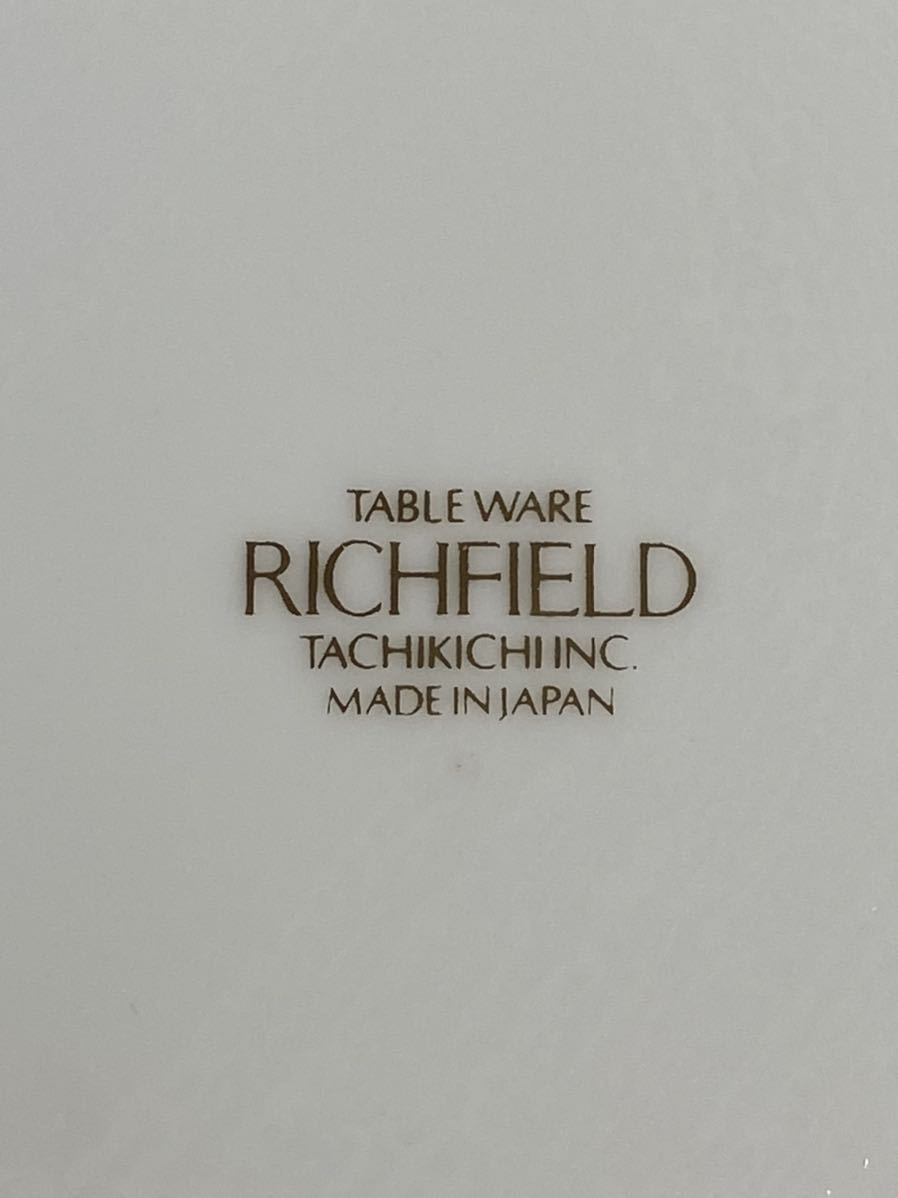 TABLE WARE
RICHFIELD
TACHIKICHI INC.
MADE IN JAPAN